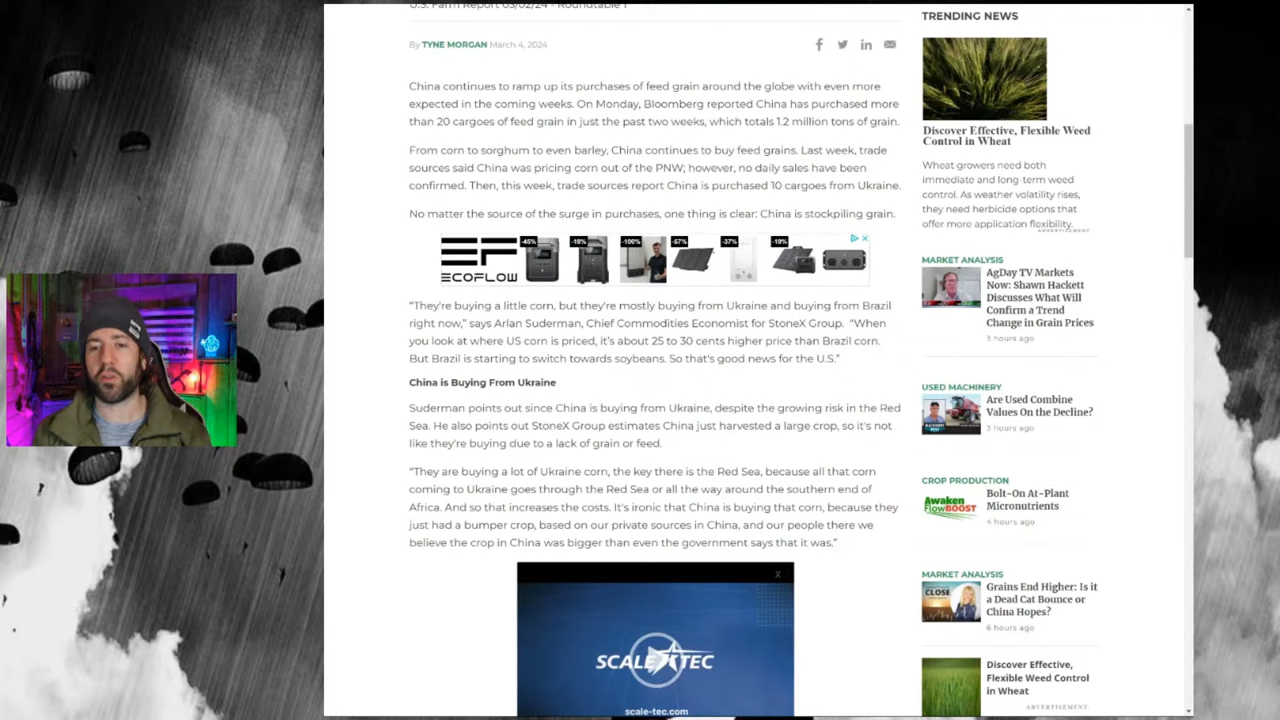 U.S. Farm Report 03/02/24 - Roundtable 1
By TYNE MORGAN March 4, 2024
China continues to ramp up its purchases of feed grain around the globe with even more
expected in the coming weeks. On Monday, Bloomberg reported China has purchased more
than 20 cargoes of feed grain in just the past two weeks, which totals 1.2 million tons of grain.
From corn to sorghum to even barley, China continues to buy feed grains. Last week, trade
sources said China was pricing corn out of the PNW; however, no daily sales have been
confirmed. Then, this week, trade sources report China is purchased 10 cargoes from Ukraine.
No matter the source of the surge in purchases, one thing is clear: China is stockpiling grain.
ECOFLOW
-46%
-18%
-100%
-57%
-37%
-19%
“They're buying a little corn, but they're mostly buying from Ukraine and buying from Brazil
right now,” says Arlan Suderman, Chief Commodities Economist for StoneX Group. “When
you look at where US corn is priced, it's about 25 to 30 cents higher price than Brazil corn.
But Brazil is starting to switch towards soybeans. So that's good news for the U.S.”
China is Buying From Ukraine
Suderman points out since China is buying from Ukraine, despite the growing risk in the Red
Sea. He also points out StoneX Group estimates China just harvested a large crop, so it's not
like they're buying due to a lack of grain or feed.
“They are buying a lot of Ukraine corn, the key there is the Red Sea, because all that corn
coming to Ukraine goes through the Red Sea or all the way around the southern end of
Africa. And so that increases the costs. It's ironic that China is buying that corn, because they
just had a bumper crop, based on our private sources in China, and our people there we
believe the crop in China was bigger than even the government says that it was.”
X
SCALE TEC
scale-tec.com
TRENDING NEWS
Discover Effective, Flexible Weed
Control in Wheat
Wheat growers need both
immediate and long-term weed
control. As weather volatility rises,
they need herbicide options that
offer more application flexibility.
ADVERTISEMENT
MARKET ANALYSIS
AgDay TV Markets
Now: Shawn Hackett
Discusses What Will
Confirm a Trend
Change in Grain Prices
3 hours ago
USED MACHINERY
Are Used Combine
Values On the Decline?
3 hours ago
CROP PRODUCTION
Awaken
FlowBOOST
Bolt-On At-Plant
Micronutrients
4 hours ago
MARKET ANALYSIS
CLOSE
Grains End Higher: Is it
a Dead Cat Bounce or
China Hopes?
6 hours ago
Discover Effective,
Flexible Weed Control
in Wheat
ADVERTISEMENT.